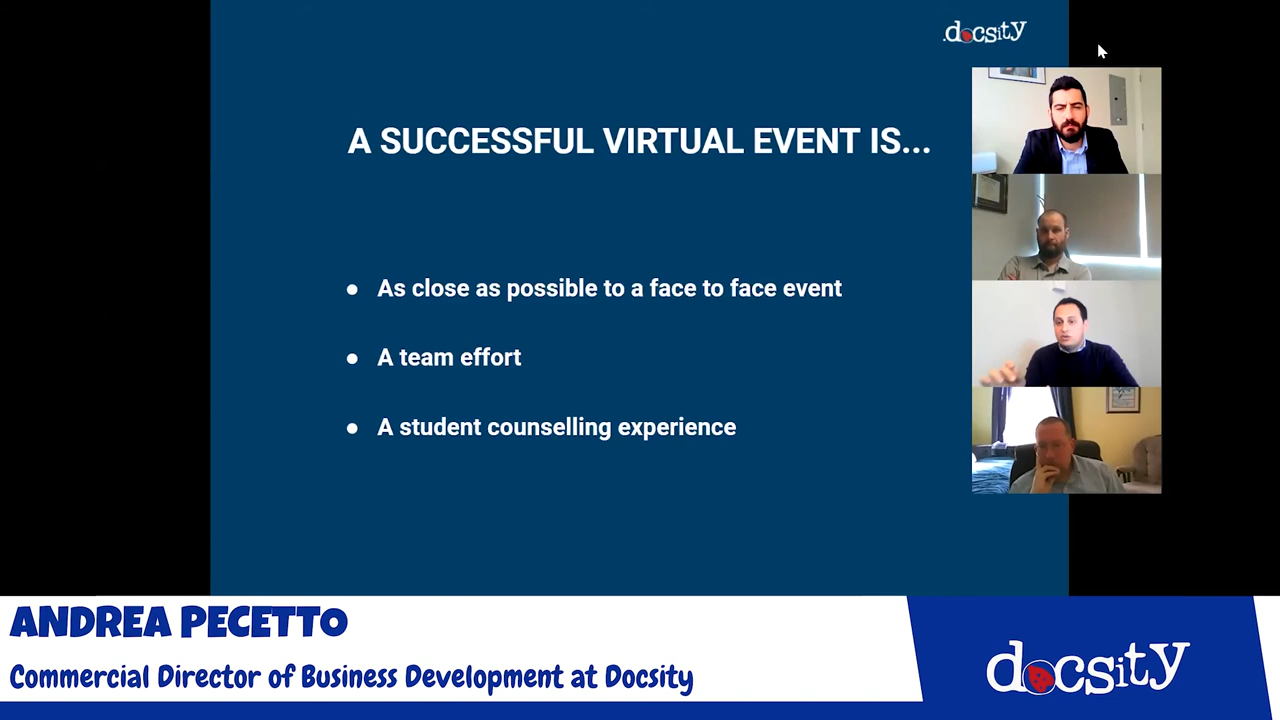 .docsity
A SUCCESSFUL VIRTUAL EVENT IS...
● As close as possible to a face to face event
● A team effort
● A student counselling experience
ANDREA PECETTO
Commercial Director of Business Development at Docsity
docsity